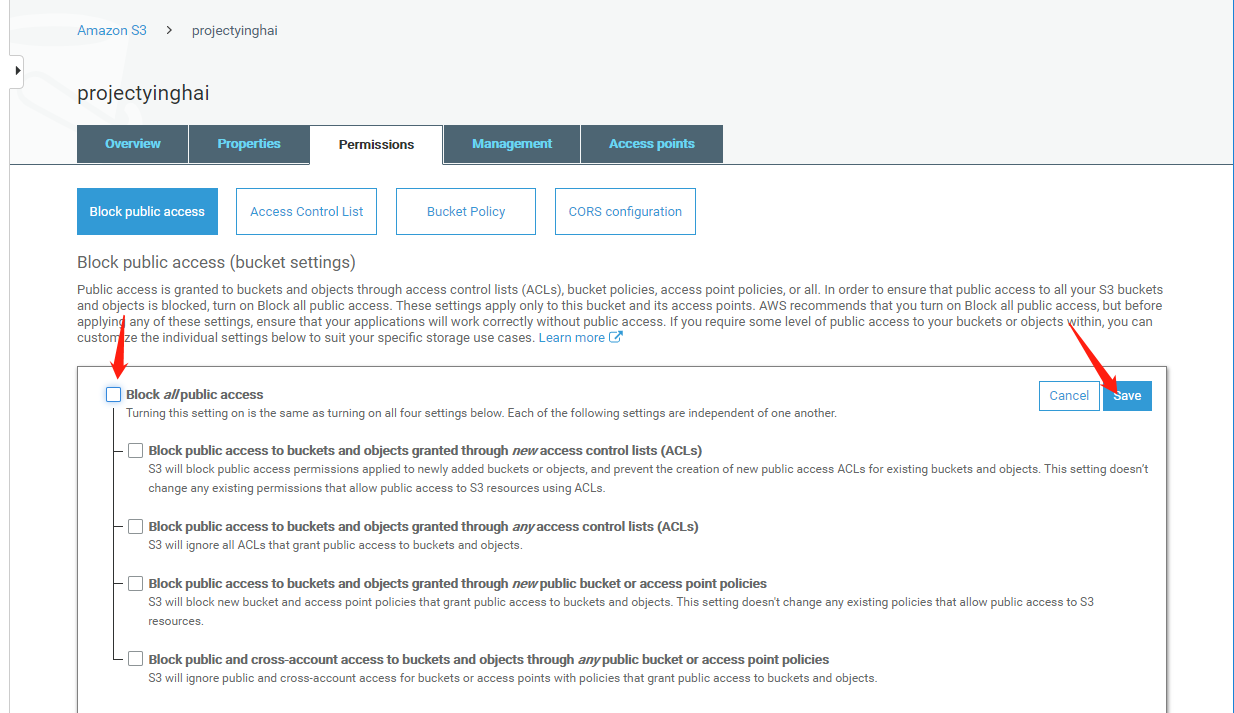 Amazon S3 > projectyinghai
projectyinghai
Overview Properties Permissions Management Access points
Block public access Access Control List Bucket Policy CORS configuration
Block public access (bucket settings)
Public access is granted to buckets and objects through access control lists (ACLs), bucket policies, access point policies, or all. In order to ensure that public access to all your S3 buckets
and objects is blocked, turn on Block all public access. These settings apply only to this bucket and its access points. AWS recommends that you turn on Block all public access, but before
applying any of these settings, ensure that your applications will work correctly without public access. If you require some level of public access to your buckets or objects within, you can
customize the individual settings below to suit your specific storage use cases. Learn more
Block all public access Cancel Save
Turning this setting on is the same as turning on all four settings below. Each of the following settings are independent of one another.
Block public access to buckets and objects granted through new access control lists (ACLs)
S3 will block public access permissions applied to newly added buckets or objects, and prevent the creation of new public access ACLs for existing buckets and objects. This setting doesn't
change any existing permissions that allow public access to S3 resources using ACLs.
Block public access to buckets and objects granted through any access control lists (ACLs)
S3 will ignore all ACLs that grant public access to buckets and objects.
Block public access to buckets and objects granted through new public bucket or access point policies
S3 will block new bucket and access point policies that grant public access to buckets and objects. This setting doesn't change any existing policies that allow public access to S3
resources.
Block public and cross-account access to buckets and objects through any public bucket or access point policies
S3 will ignore public and cross-account access for buckets or access points with policies that grant public access to buckets and objects.